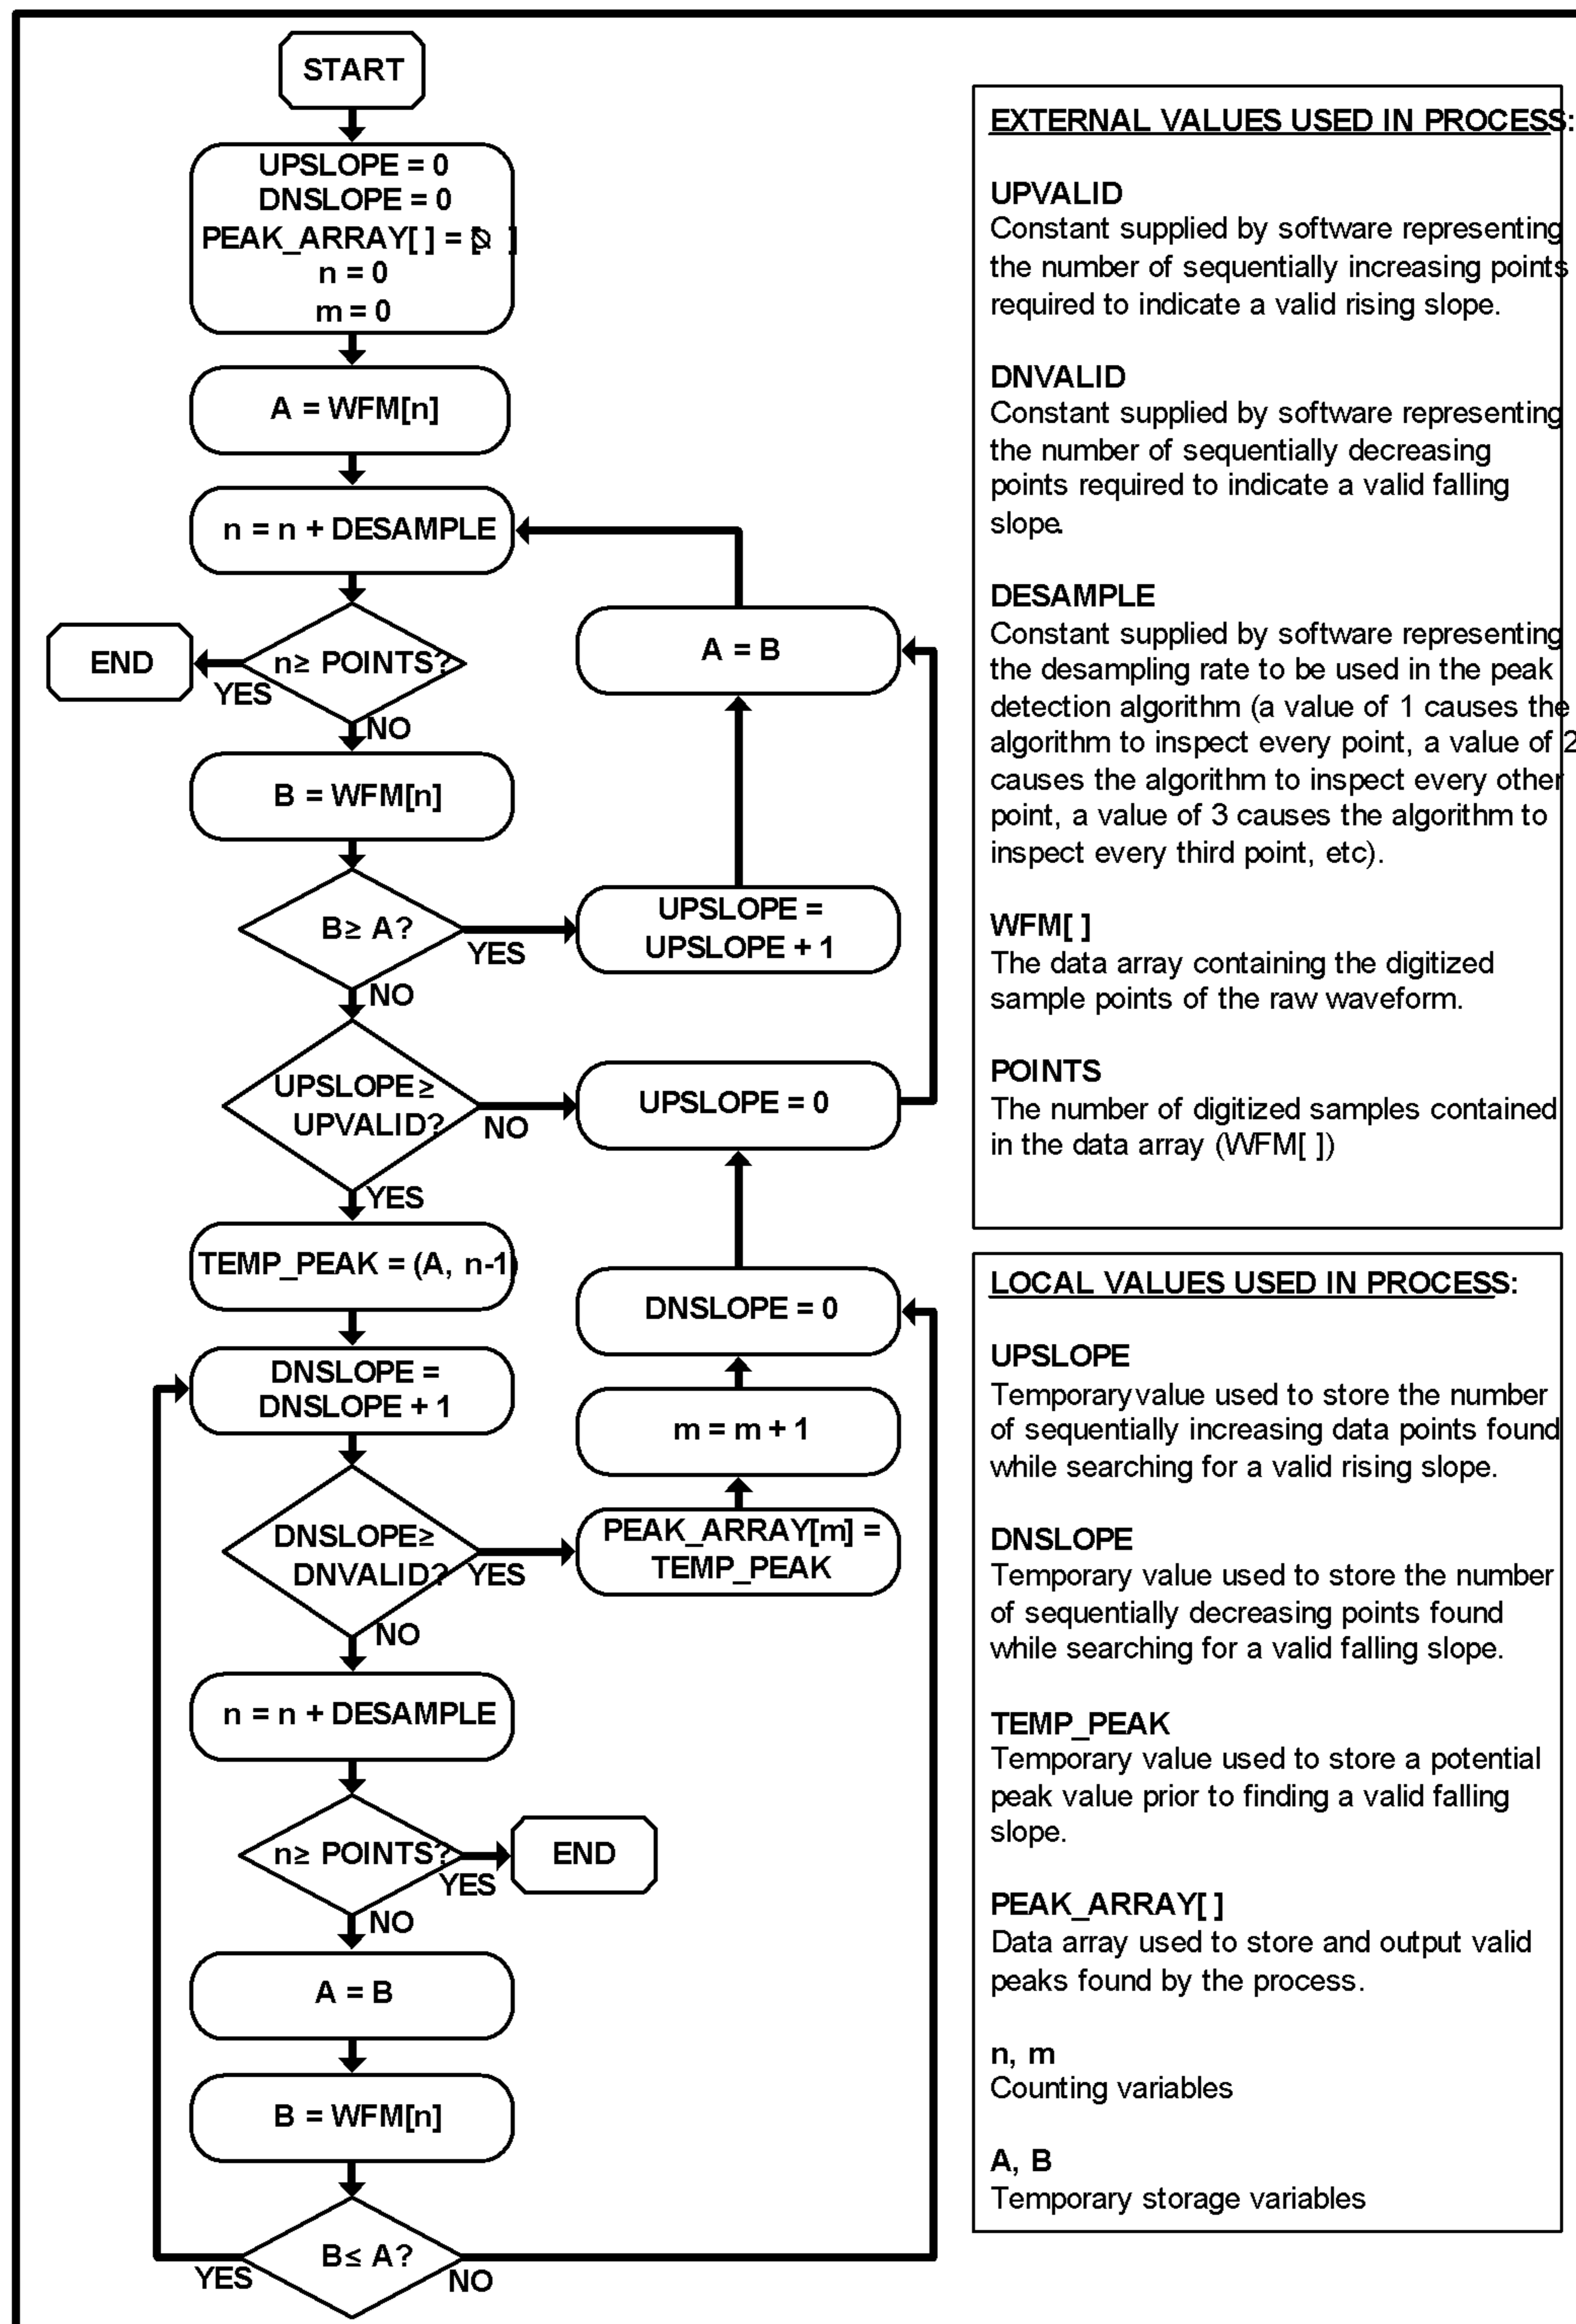 START
UPSLOPE = 0
DNSLOPE = 0
PEAK_ARRAY[ ] = [ ]
n = 0
m = 0
A = WFM[n]
n = n + DESAMPLE
n≥ POINTS?
YES
END
NO
A = B
B = WFM[n]
B≥ A?
YES
UPSLOPE =
UPSLOPE + 1
NO
UPSLOPE≥
UPVALID?
NO
UPSLOPE = 0
YES
TEMP_PEAK = (A, n-1)
DNSLOPE = 0
DNSLOPE =
DNSLOPE + 1
m = m + 1
DNSLOPE≥
DNVALID?
YES
PEAK_ARRAY[m] =
TEMP_PEAK
NO
n = n + DESAMPLE
n≥ POINTS?
YES
END
NO
A = B
B = WFM[n]
B≤ A?
YES
NO
EXTERNAL VALUES USED IN PROCESS:
UPVALID
Constant supplied by software representing
the number of sequentially increasing points
required to indicate a valid rising slope.
DNVALID
Constant supplied by software representing
the number of sequentially decreasing
points required to indicate a valid falling
slope.
DESAMPLE
Constant supplied by software representing
the desampling rate to be used in the peak
detection algorithm (a value of 1 causes the
algorithm to inspect every point, a value of 2
causes the algorithm to inspect every other
point, a value of 3 causes the algorithm to
inspect every third point, etc).
WFM[ ]
The data array containing the digitized
sample points of the raw waveform.
POINTS
The number of digitized samples contained
in the data array (WFM[ ])
LOCAL VALUES USED IN PROCESS:
UPSLOPE
Temporary value used to store the number
of sequentially increasing data points found
while searching for a valid rising slope.
DNSLOPE
Temporary value used to store the number
of sequentially decreasing points found
while searching for a valid falling slope.
TEMP_PEAK
Temporary value used to store a potential
peak value prior to finding a valid falling
slope.
PEAK_ARRAY[ ]
Data array used to store and output valid
peaks found by the process.
n, m
Counting variables
A, B
Temporary storage variables